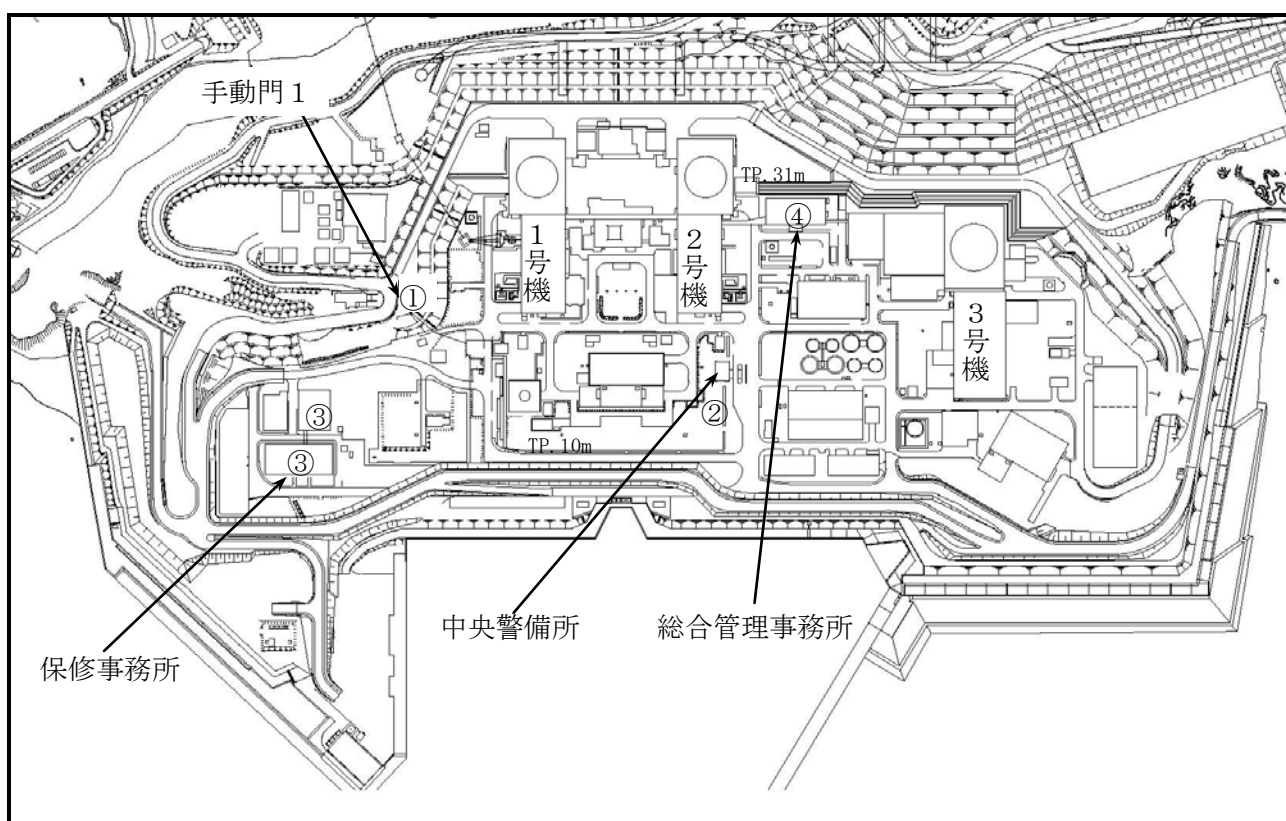 手動門１
TP.31m
④
１号機
２号機
①
３号機
②
③
TP.10m
③
中央警備所
総合管理事務所
保修事務所